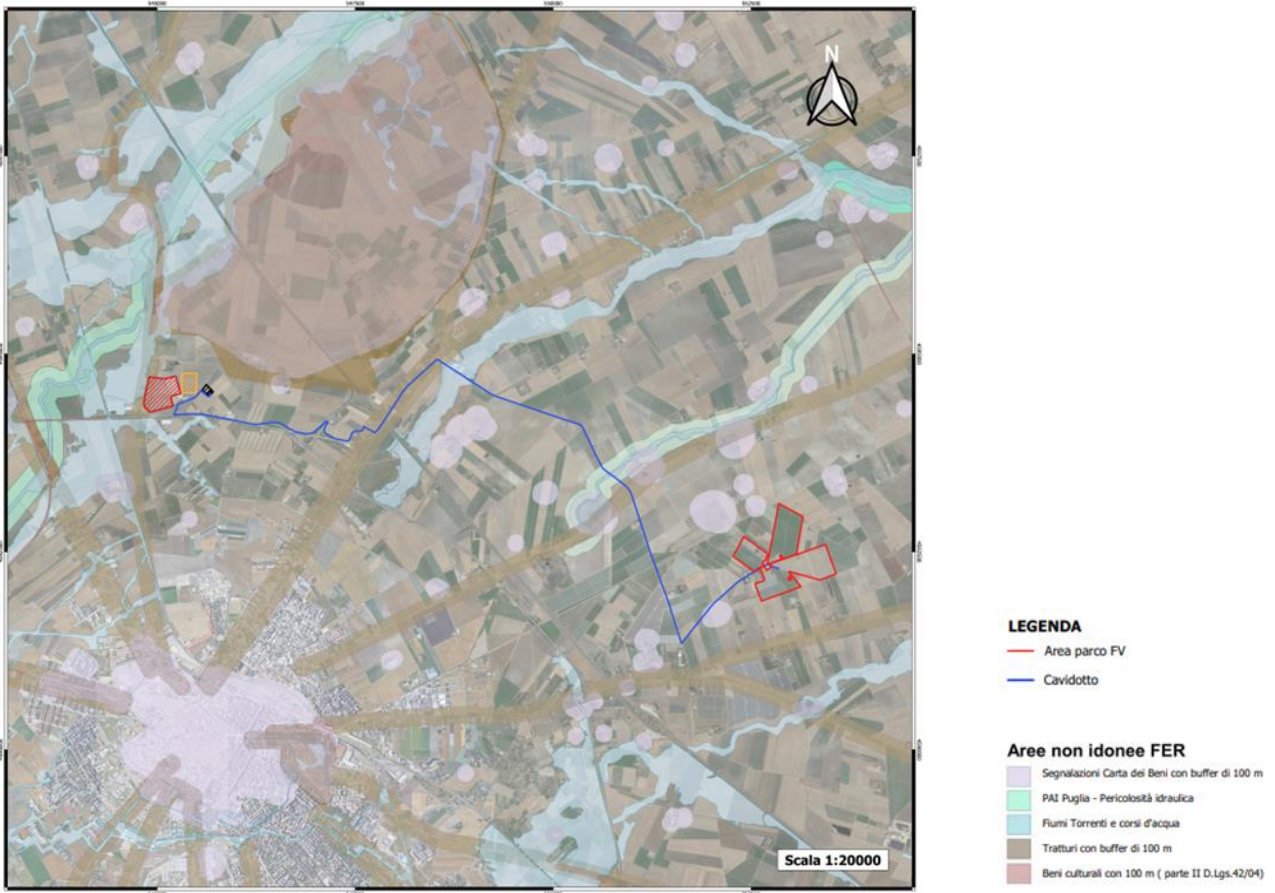 N
Scala 1:20000
LEGENDA
Area parco FV
Cavidotto
Aree non idonee FER
Segnalazioni Carta dei Beni con buffer di 100 m
PAI Puglia - Pericolosità idraulica
Fiumi Torrenti e corsi d'acqua
Tratturi con buffer di 100 m
Beni culturali con 100 m ( parte II D.Lgs.42/04)